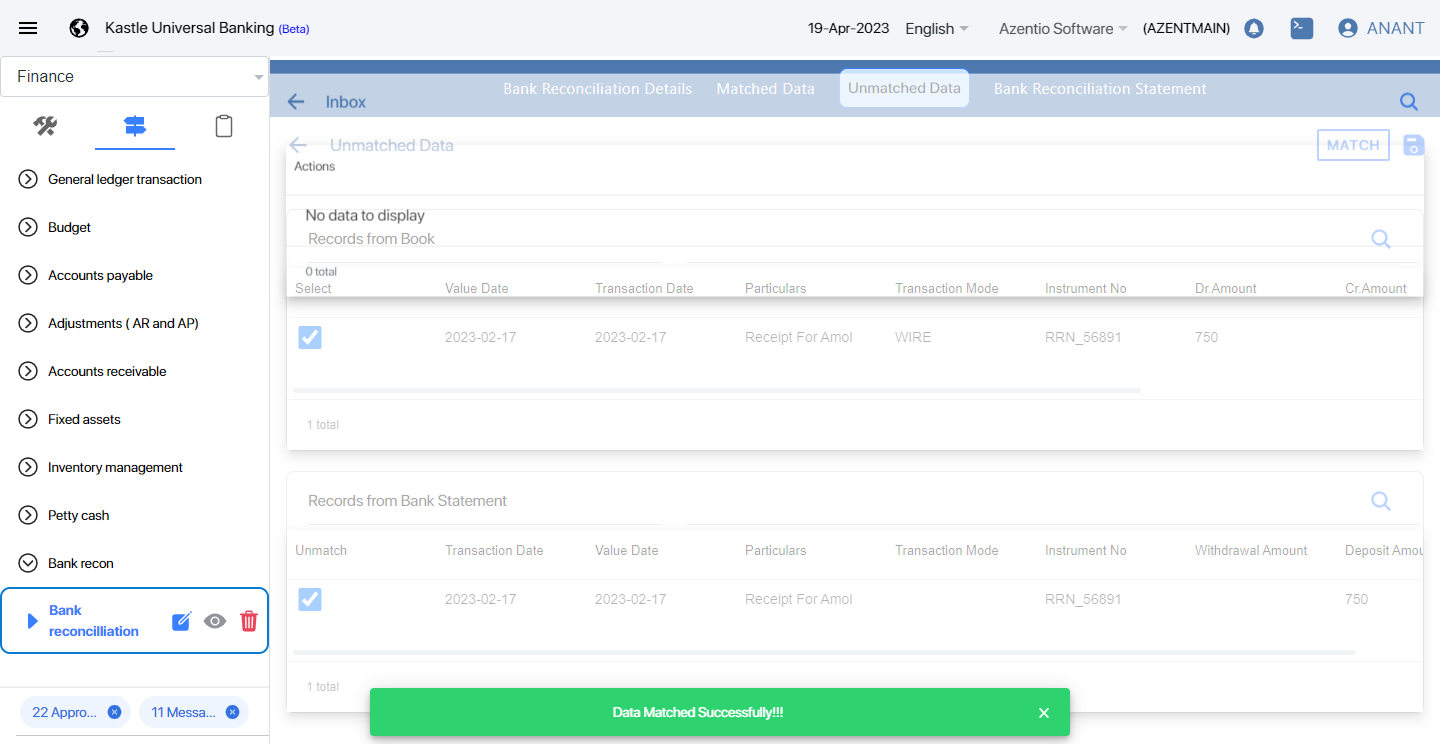 Kastle Universal Banking (Beta)
19-Apr-2023 English Azentio Software (AZENTMAIN) ANANT
Finance
Bank Reconciliation Details Matched Data Unmatched Data Bank Reconciliation Statement
Inbox
Unmatched Data MATCH
Actions
General ledger transaction
No data to display
Budget
Records from Book
Accounts payable
0 total
Select Value Date Transaction Date Particulars Transaction Mode Instrument No Dr.Amount Cr.Amount
Adjustments ( AR and AP)
2023-02-17 2023-02-17 Receipt For Amol WIRE RRN_56891 750
Accounts receivable
Fixed assets
1 total
Inventory management
Records from Bank Statement
Petty cash
Unmatch Transaction Date Value Date Particulars Transaction Mode Instrument No Withdrawal Amount Deposit Amou
Bank recon
2023-02-17 2023-02-17 Receipt For Amol RRN_56891 750
Bank
reconcilliation
1 total
22 Appro... 11 Messa...
Data Matched Successfully!!!